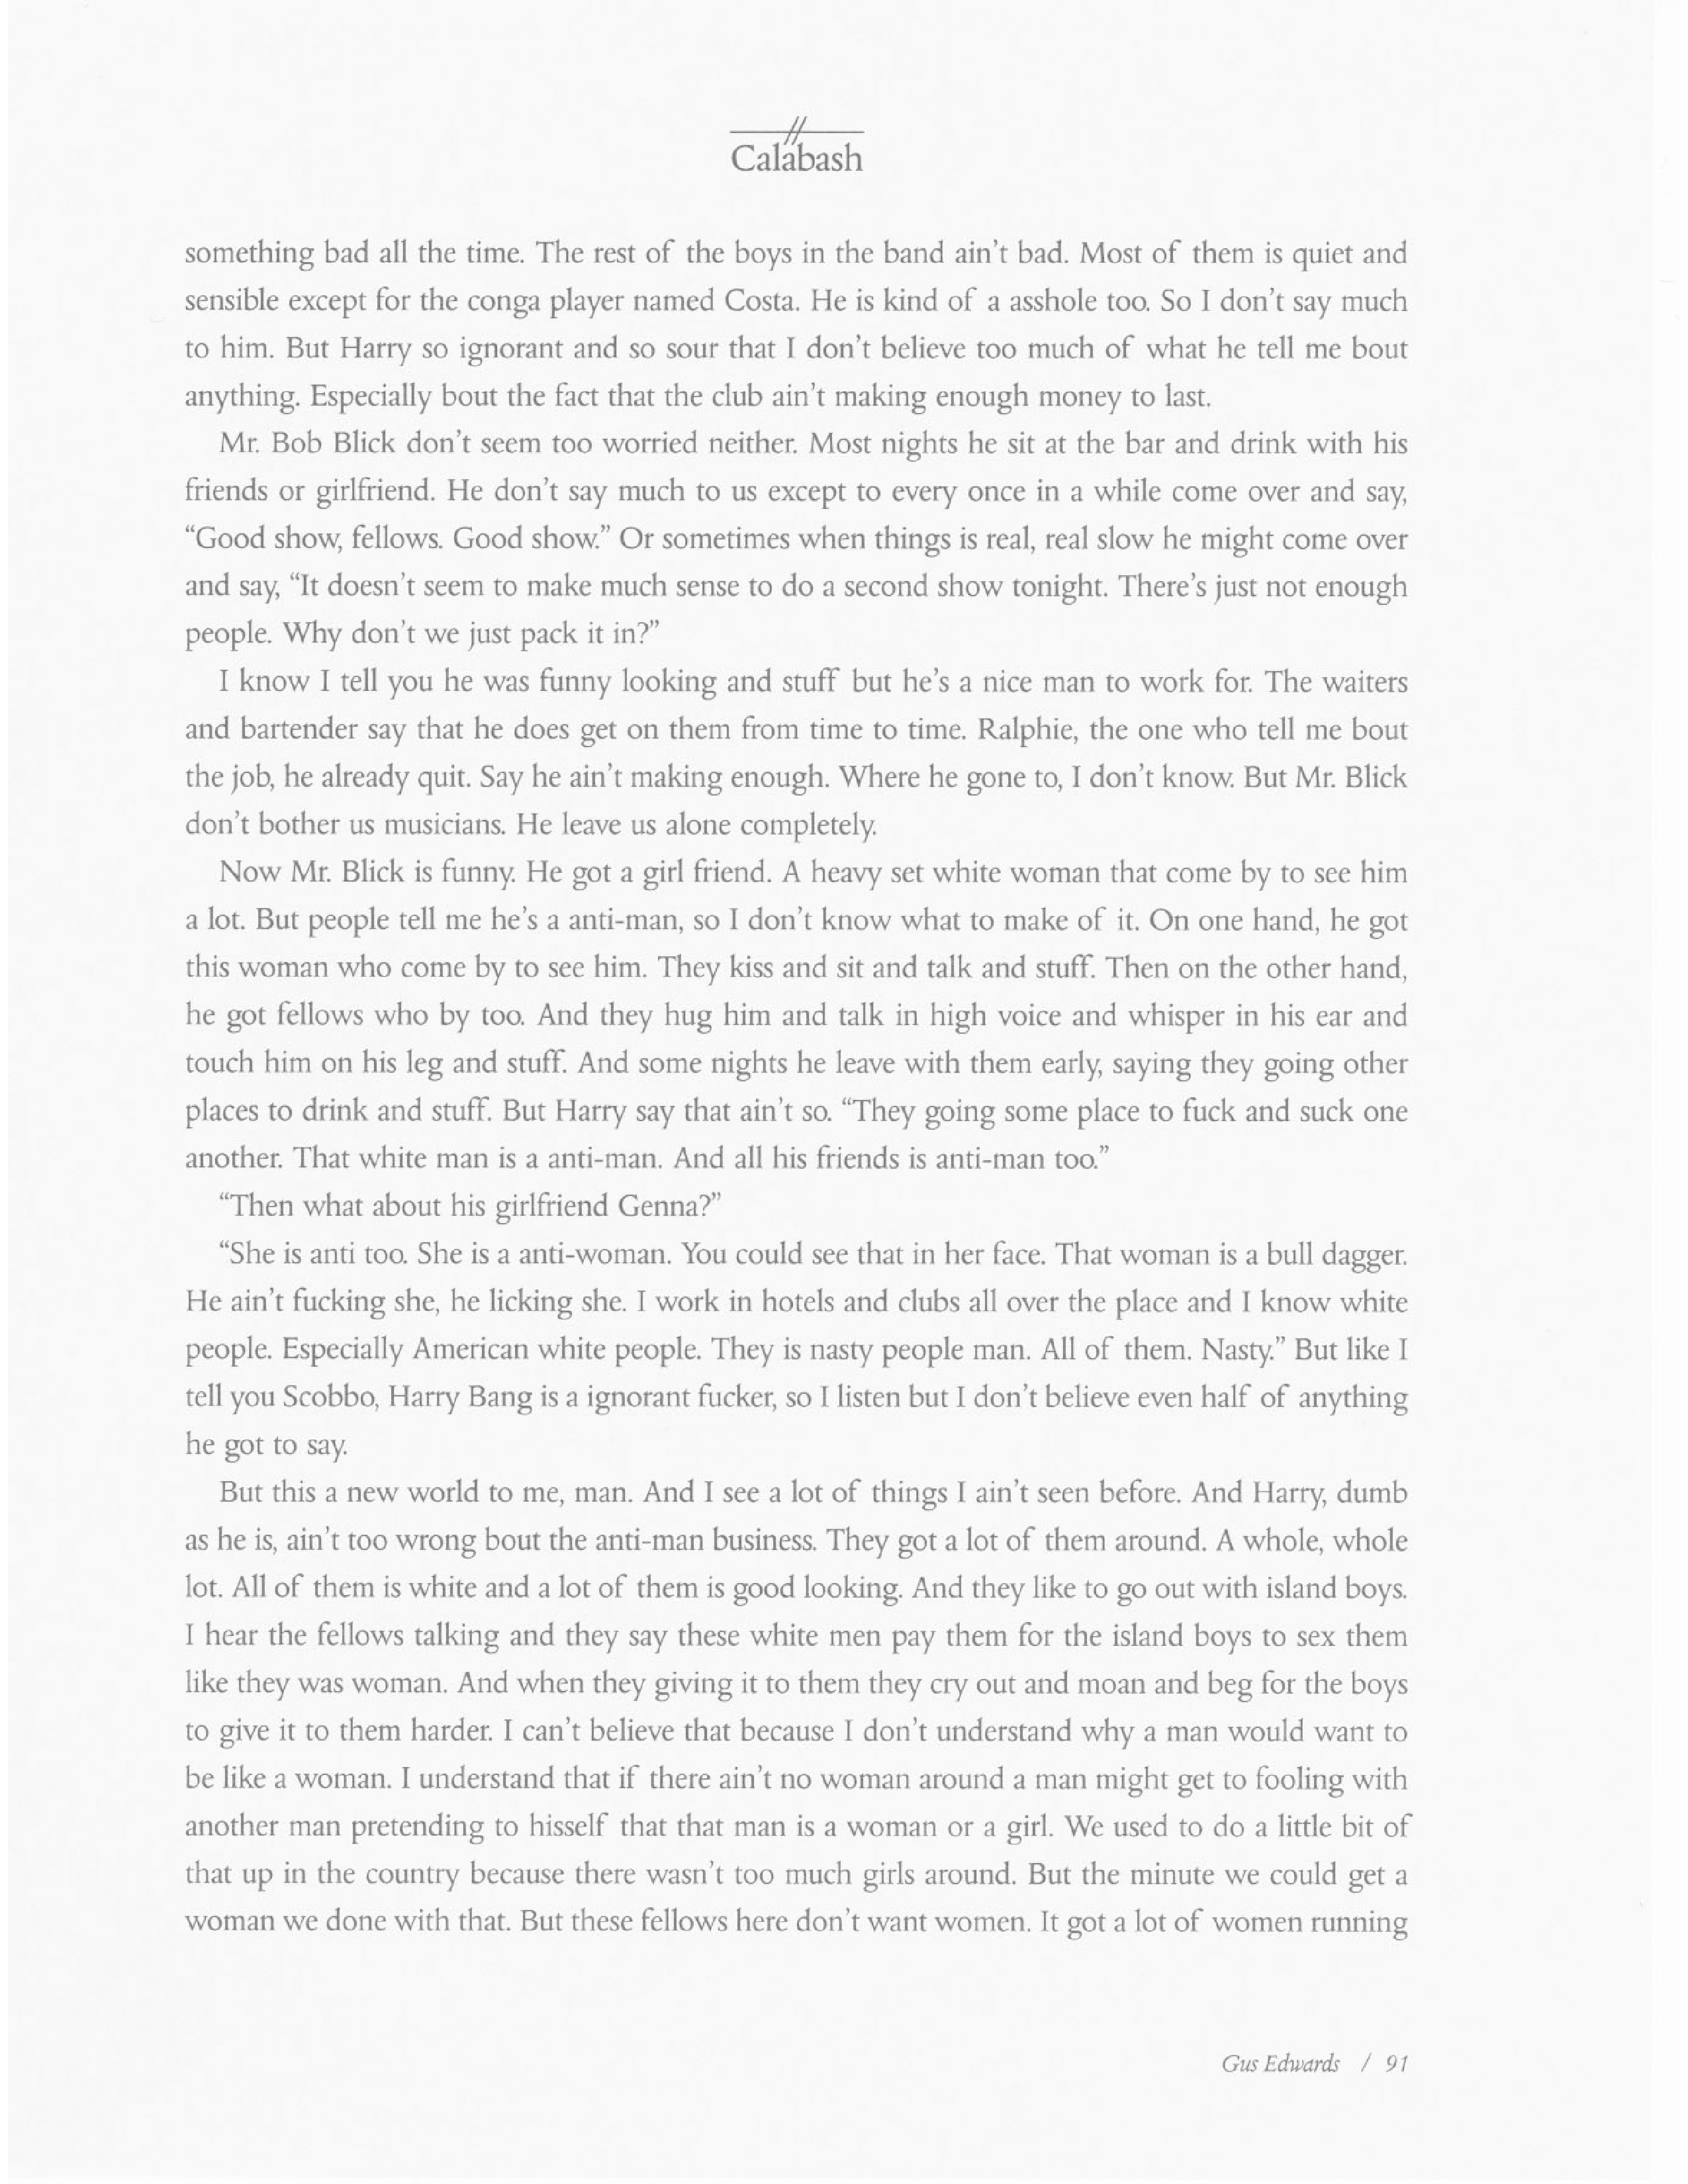 Calabash
something bad all the time. The rest of the boys in the band ain't bad. Most of them is quiet and
sensible except for the conga player named Costa. He is kind of a asshole too. So I don't say much
to him. But Harry so ignorant and so sour that I don't believe too much of what he tell me bout
anything. Especially bout the fact that the club ain't making enough money to last.
Mr. Bob Blick don't seem too worried neither. Most nights he sit at the bar and drink with his
friends or girlfriend. He don't say much to us except to every once in a while come over and say,
“Good show, fellows. Good show.” Or sometimes when things is real, real slow he might come over
and say, “It doesn't seem to make much sense to do a second show tonight. There's just not enough
people. Why don't we just pack it in?”
I know I tell you he was funny looking and stuff but he's a nice man to work for. The waiters
and bartender say that he does get on them from time to time. Ralphie, the one who tell me bout
the job, he already quit. Say he ain't making enough. Where he gone to, I don't know. But Mr. Blick
don't bother us musicians. He leave us alone completely.
Now Mr. Blick is funny. He got a girl friend. A heavy set white woman that come by to see him
a lot. But people tell me he's a anti-man, so I don't know what to make of it. On one hand, he got
this woman who come by to see him. They kiss and sit and talk and stuff. Then on the other hand,
he got fellows who by too. And they hug him and talk in high voice and whisper in his ear and
touch him on his leg and stuff. And some nights he leave with them early, saying they going other
places to drink and stuff. But Harry say that ain't so. “They going some place to fuck and suck one
another. That white man is a anti-man. And all his friends is anti-man too.”
“Then what about his girlfriend Genna?”
“She is anti too. She is a anti-woman. You could see that in her face. That woman is a bull dagger.
He ain't fucking she, he licking she. I work in hotels and clubs all over the place and I know white
people. Especially American white people. They is nasty people man. All of them. Nasty.” But like I
tell you Scobbo, Harry Bang is a ignorant fucker, so I listen but I don't believe even half of anything
he got to say.
But this a new world to me, man. And I see a lot of things I ain't seen before. And Harry, dumb
as he is, ain't too wrong bout the anti-man business. They got a lot of them around. A whole, whole
lot. All of them is white and a lot of them is good looking. And they like to go out with island boys.
I hear the fellows talking and they say these white men pay them for the island boys to sex them
like they was woman. And when they giving it to them they cry out and moan and beg for the boys
to give it to them harder. I can't believe that because I don't understand why a man would want to
be like a woman. I understand that if there ain't no woman around a man might get to fooling with
another man pretending to hisself that that man is a woman or a girl. We used to do a little bit of
that up in the country because there wasn't too much girls around. But the minute we could get a
woman we done with that. But these fellows here don't want women. It got a lot of women running
Gus Edwards / 91